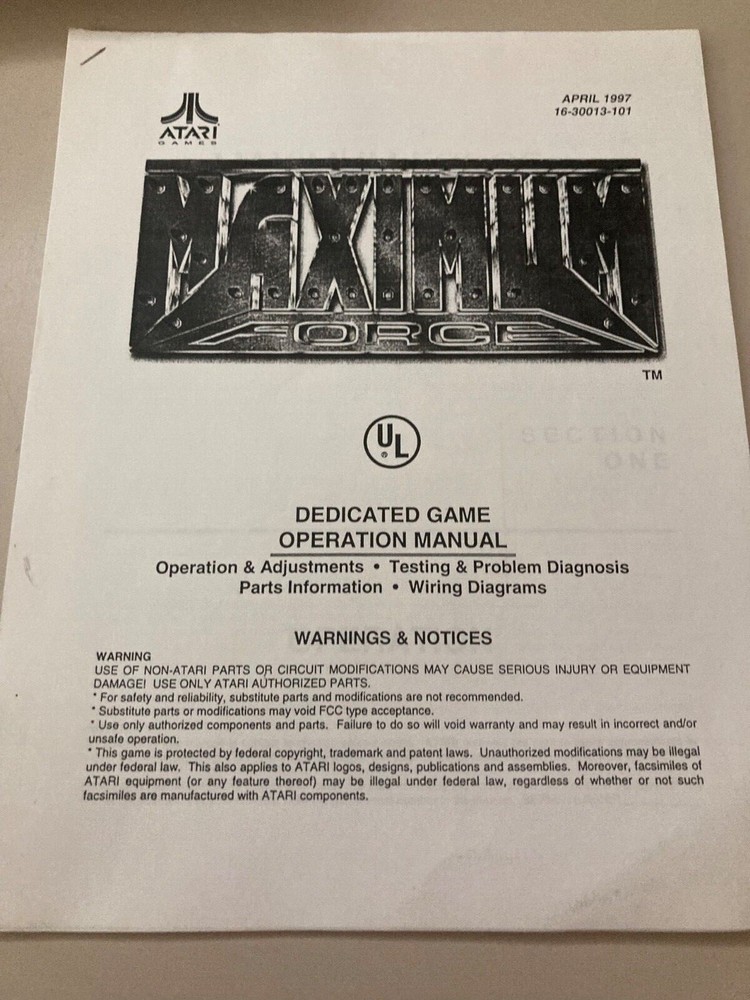 ATARI
GAMES
APRIL 1997
16-30013-101
MAXIMUM
FORCE
TM
UL
®
SECTION
ONE
DEDICATED GAME
OPERATION MANUAL
Operation & Adjustments • Testing & Problem Diagnosis
Parts Information • Wiring Diagrams
WARNINGS & NOTICES
WARNING
USE OF NON-ATARI PARTS OR CIRCUIT MODIFICATIONS MAY CAUSE SERIOUS INJURY OR EQUIPMENT
DAMAGE! USE ONLY ATARI AUTHORIZED PARTS.
* For safety and reliability, substitute parts and modifications are not recommended.
* Substitute parts or modifications may void FCC type acceptance.
* Use only authorized components and parts. Failure to do so will void warranty and may result in incorrect and/or
unsafe operation.
* This game is protected by federal copyright, trademark and patent laws. Unauthorized modifications may be illegal
under federal law. This also applies to ATARI logos, designs, publications and assemblies. Moreover, facsimiles of
ATARI equipment (or any feature thereof) may be illegal under federal law, regardless of whether or not such
facsimiles are manufactured with ATARI components.